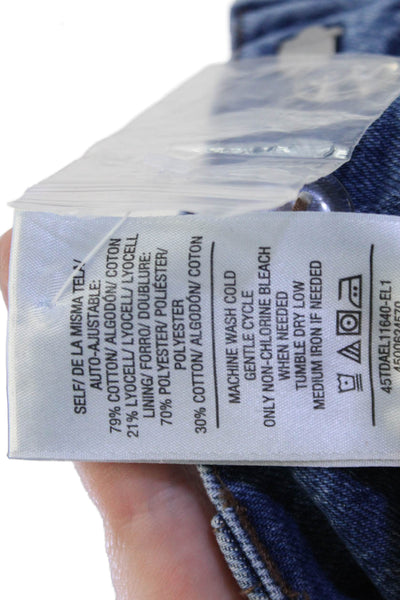 SELF/ DE LA MISMA TELA/
AUTO-AJUSTABLE:
79% COTTON/ ALGODÓN/ COTON
21% LYOCELL/ LYOCELL/ LYOCELL
LINING/ FORRO/ DOUBLURE:
70% POLYESTER/ POLIÉSTER/
POLYESTER
30% COTTON/ ALGODÓN/ COTON
MACHINE WASH COLD
GENTLE CYCLE
ONLY NON-CHLORINE BLEACH
WHEN NEEDED
TUMBLE DRY LOW
MEDIUM IRON IF NEEDED
45TDAEL11640-EL1
4500634570